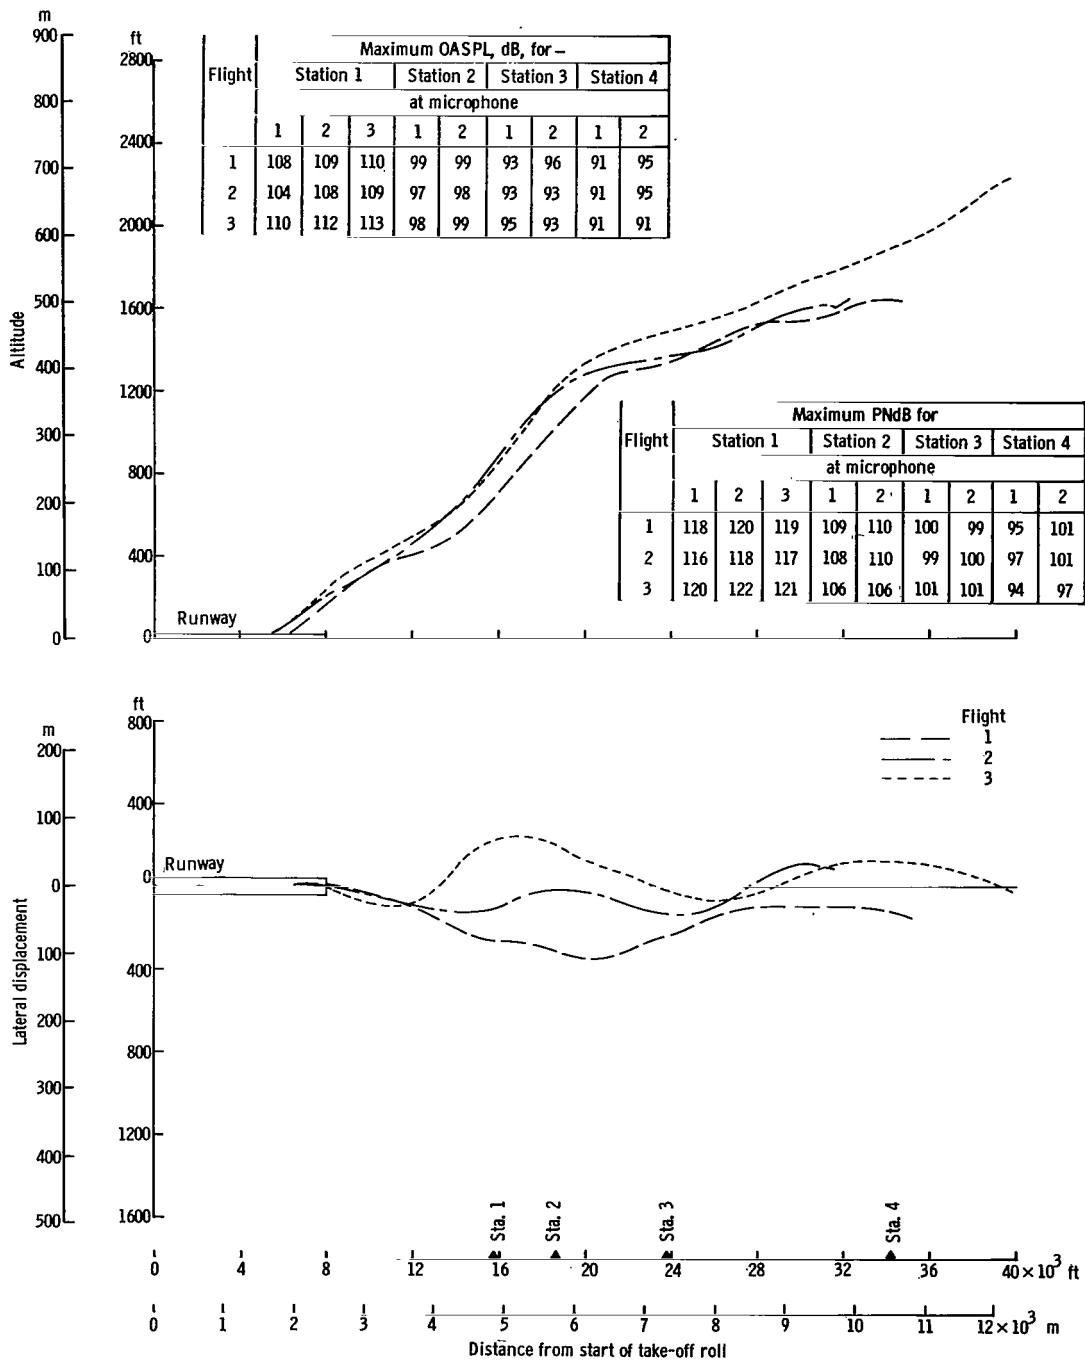 m
900
800
700
600
500
400
300
200
100
0
Altitude
ft
2800
2400
2000
1600
1200
800
400
0
Runway
Maximum OASPL, dB, for –
Flight Station 1 Station 2 Station 3 Station 4
at microphone
1 2 3 1 2 1 2 1 2
1 108 109 110 99 99 93 96 91 95
2 104 108 109 97 98 93 93 91 95
3 110 112 113 98 99 95 93 91 91
Maximum PNdB for
Flight Station 1 Station 2 Station 3 Station 4
at microphone
1 2 3 1 2 1 2 1 2
1 118 120 119 109 110 100 99 95 101
2 116 118 117 108 110 99 100 97 101
3 120 122 121 106 106 101 101 94 97
m
200
100
0
100
200
300
400
500
Lateral displacement
ft
800
400
0
400
800
1200
1600
Runway
Flight
1
2
3
Sta. 1
Sta. 2
Sta. 3
Sta. 4
0 4 8 12 16 20 24 28 32 36 40 × 10³ ft
0 1 2 3 4 5 6 7 8 9 10 11 12 × 10³ m
Distance from start of take-off roll